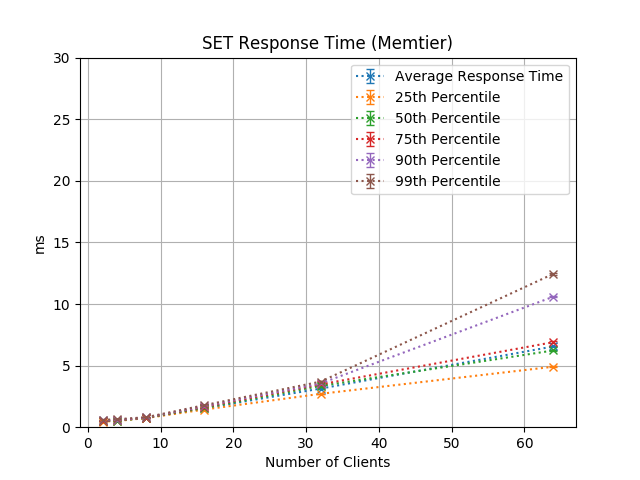 SET Response Time (Memtier)
30
25
20
15
10
5
0
ms
Average Response Time
25th Percentile
50th Percentile
75th Percentile
90th Percentile
99th Percentile
0 10 20 30 40 50 60
Number of Clients